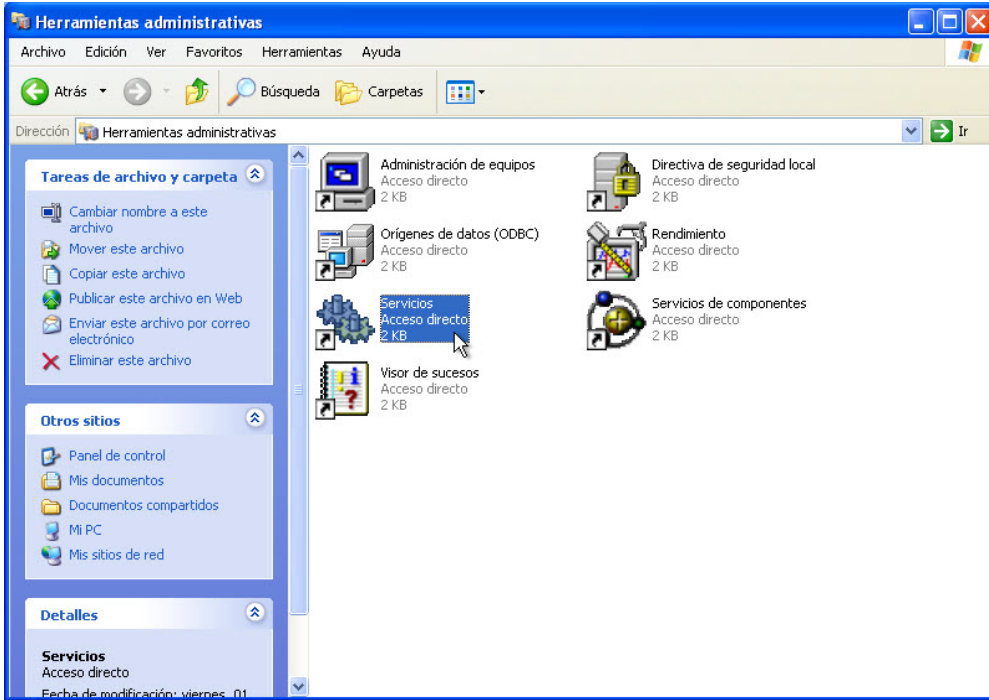 Herramientas administrativas
Archivo Edición Ver Favoritos Herramientas Ayuda
Atrás Búsqueda Carpetas
Dirección Herramientas administrativas Ir
Tareas de archivo y carpeta
Cambiar nombre a este
archivo
Mover este archivo
Copiar este archivo
Publicar este archivo en Web
Enviar este archivo por correo
electrónico
Eliminar este archivo
Otros sitios
Panel de control
Mis documentos
Documentos compartidos
Mi PC
Mis sitios de red
Detalles
Servicios
Acceso directo
Fecha de modificación: viernes, 01
Administración de equipos
Acceso directo
2 KB
Directiva de seguridad local
Acceso directo
2 KB
Orígenes de datos (ODBC)
Acceso directo
2 KB
Rendimiento
Acceso directo
2 KB
Servicios
Acceso directo
2 KB
Servicios de componentes
Acceso directo
2 KB
Visor de sucesos
Acceso directo
2 KB